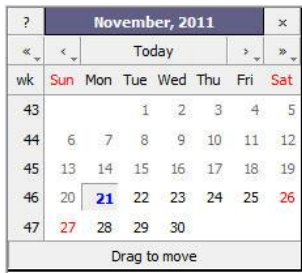 ? November, 2011 ×
« ‹ Today › »
wk Sun Mon Tue Wed Thu Fri Sat
43 1 2 3 4 5
44 6 7 8 9 10 11 12
45 13 14 15 16 17 18 19
46 20 21 22 23 24 25 26
47 27 28 29 30
Drag to move